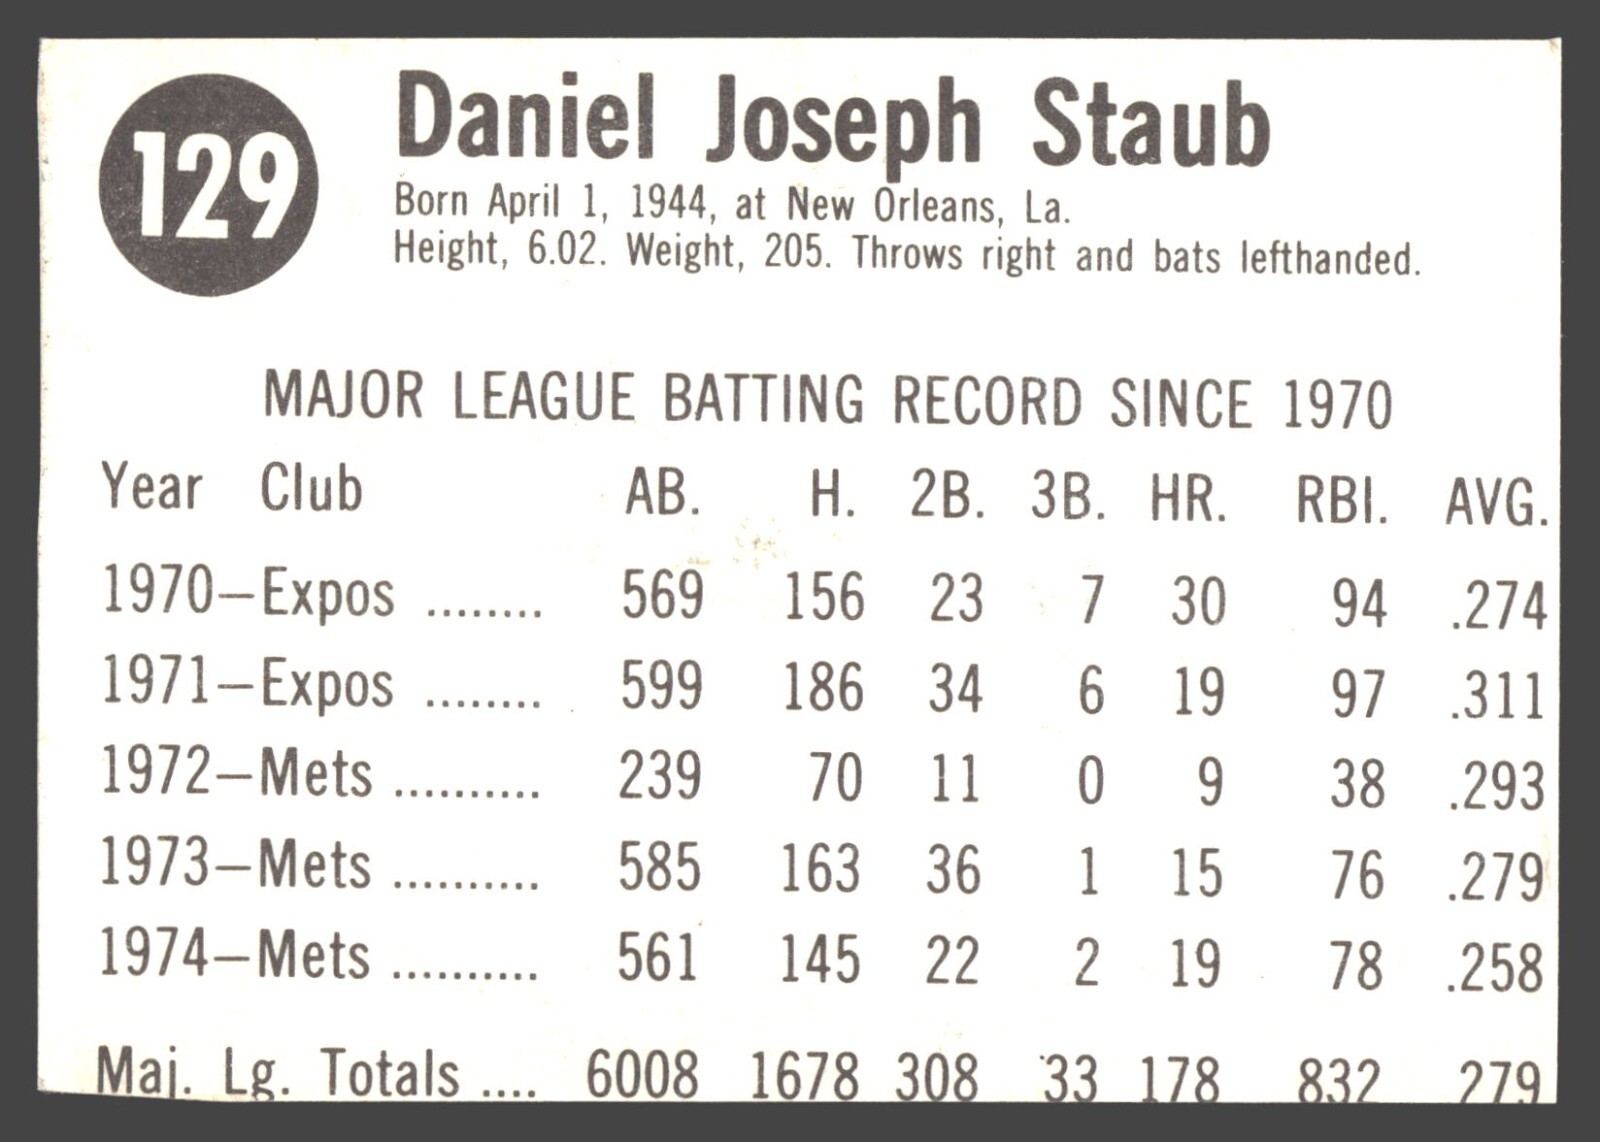 129
Daniel Joseph Staub
Born April 1, 1944, at New Orleans, La.
Height, 6.02. Weight, 205. Throws right and bats lefthanded.
MAJOR LEAGUE BATTING RECORD SINCE 1970
Year Club AB. H. 2B. 3B. HR. RBI. AVG.
1970—Expos ........ 569 156 23 7 30 94 .274
1971—Expos ........ 599 186 34 6 19 97 .311
1972—Mets .......... 239 70 11 0 9 38 .293
1973—Mets .......... 585 163 36 1 15 76 .279
1974—Mets .......... 561 145 22 2 19 78 .258
Maj. Lg. Totals .... 6008 1678 308 33 178 832 279